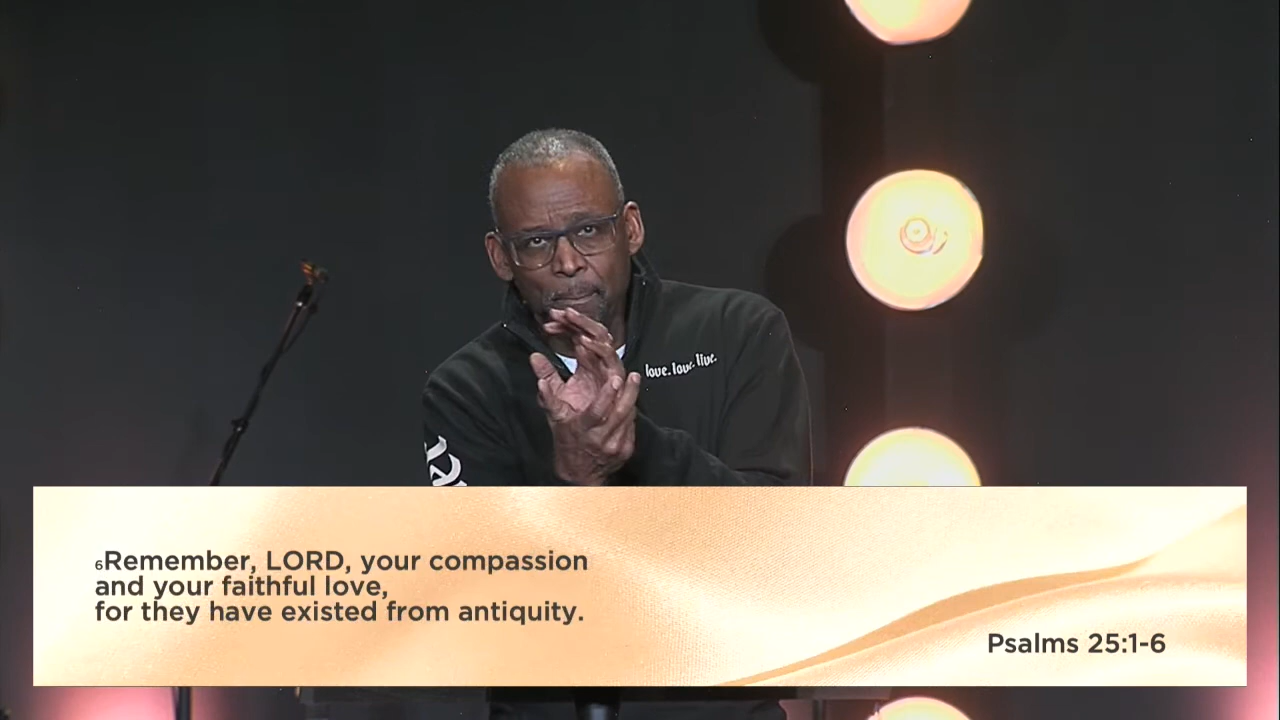 love. love. live.
6Remember, LORD, your compassion
and your faithful love,
for they have existed from antiquity.
Psalms 25:1-6